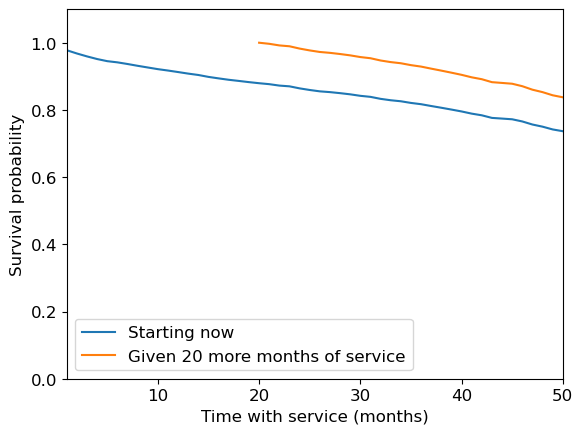 1.0
0.8
0.6
0.4
0.2
0.0
Survival probability
Starting now
Given 20 more months of service
10 20 30 40 50
Time with service (months)